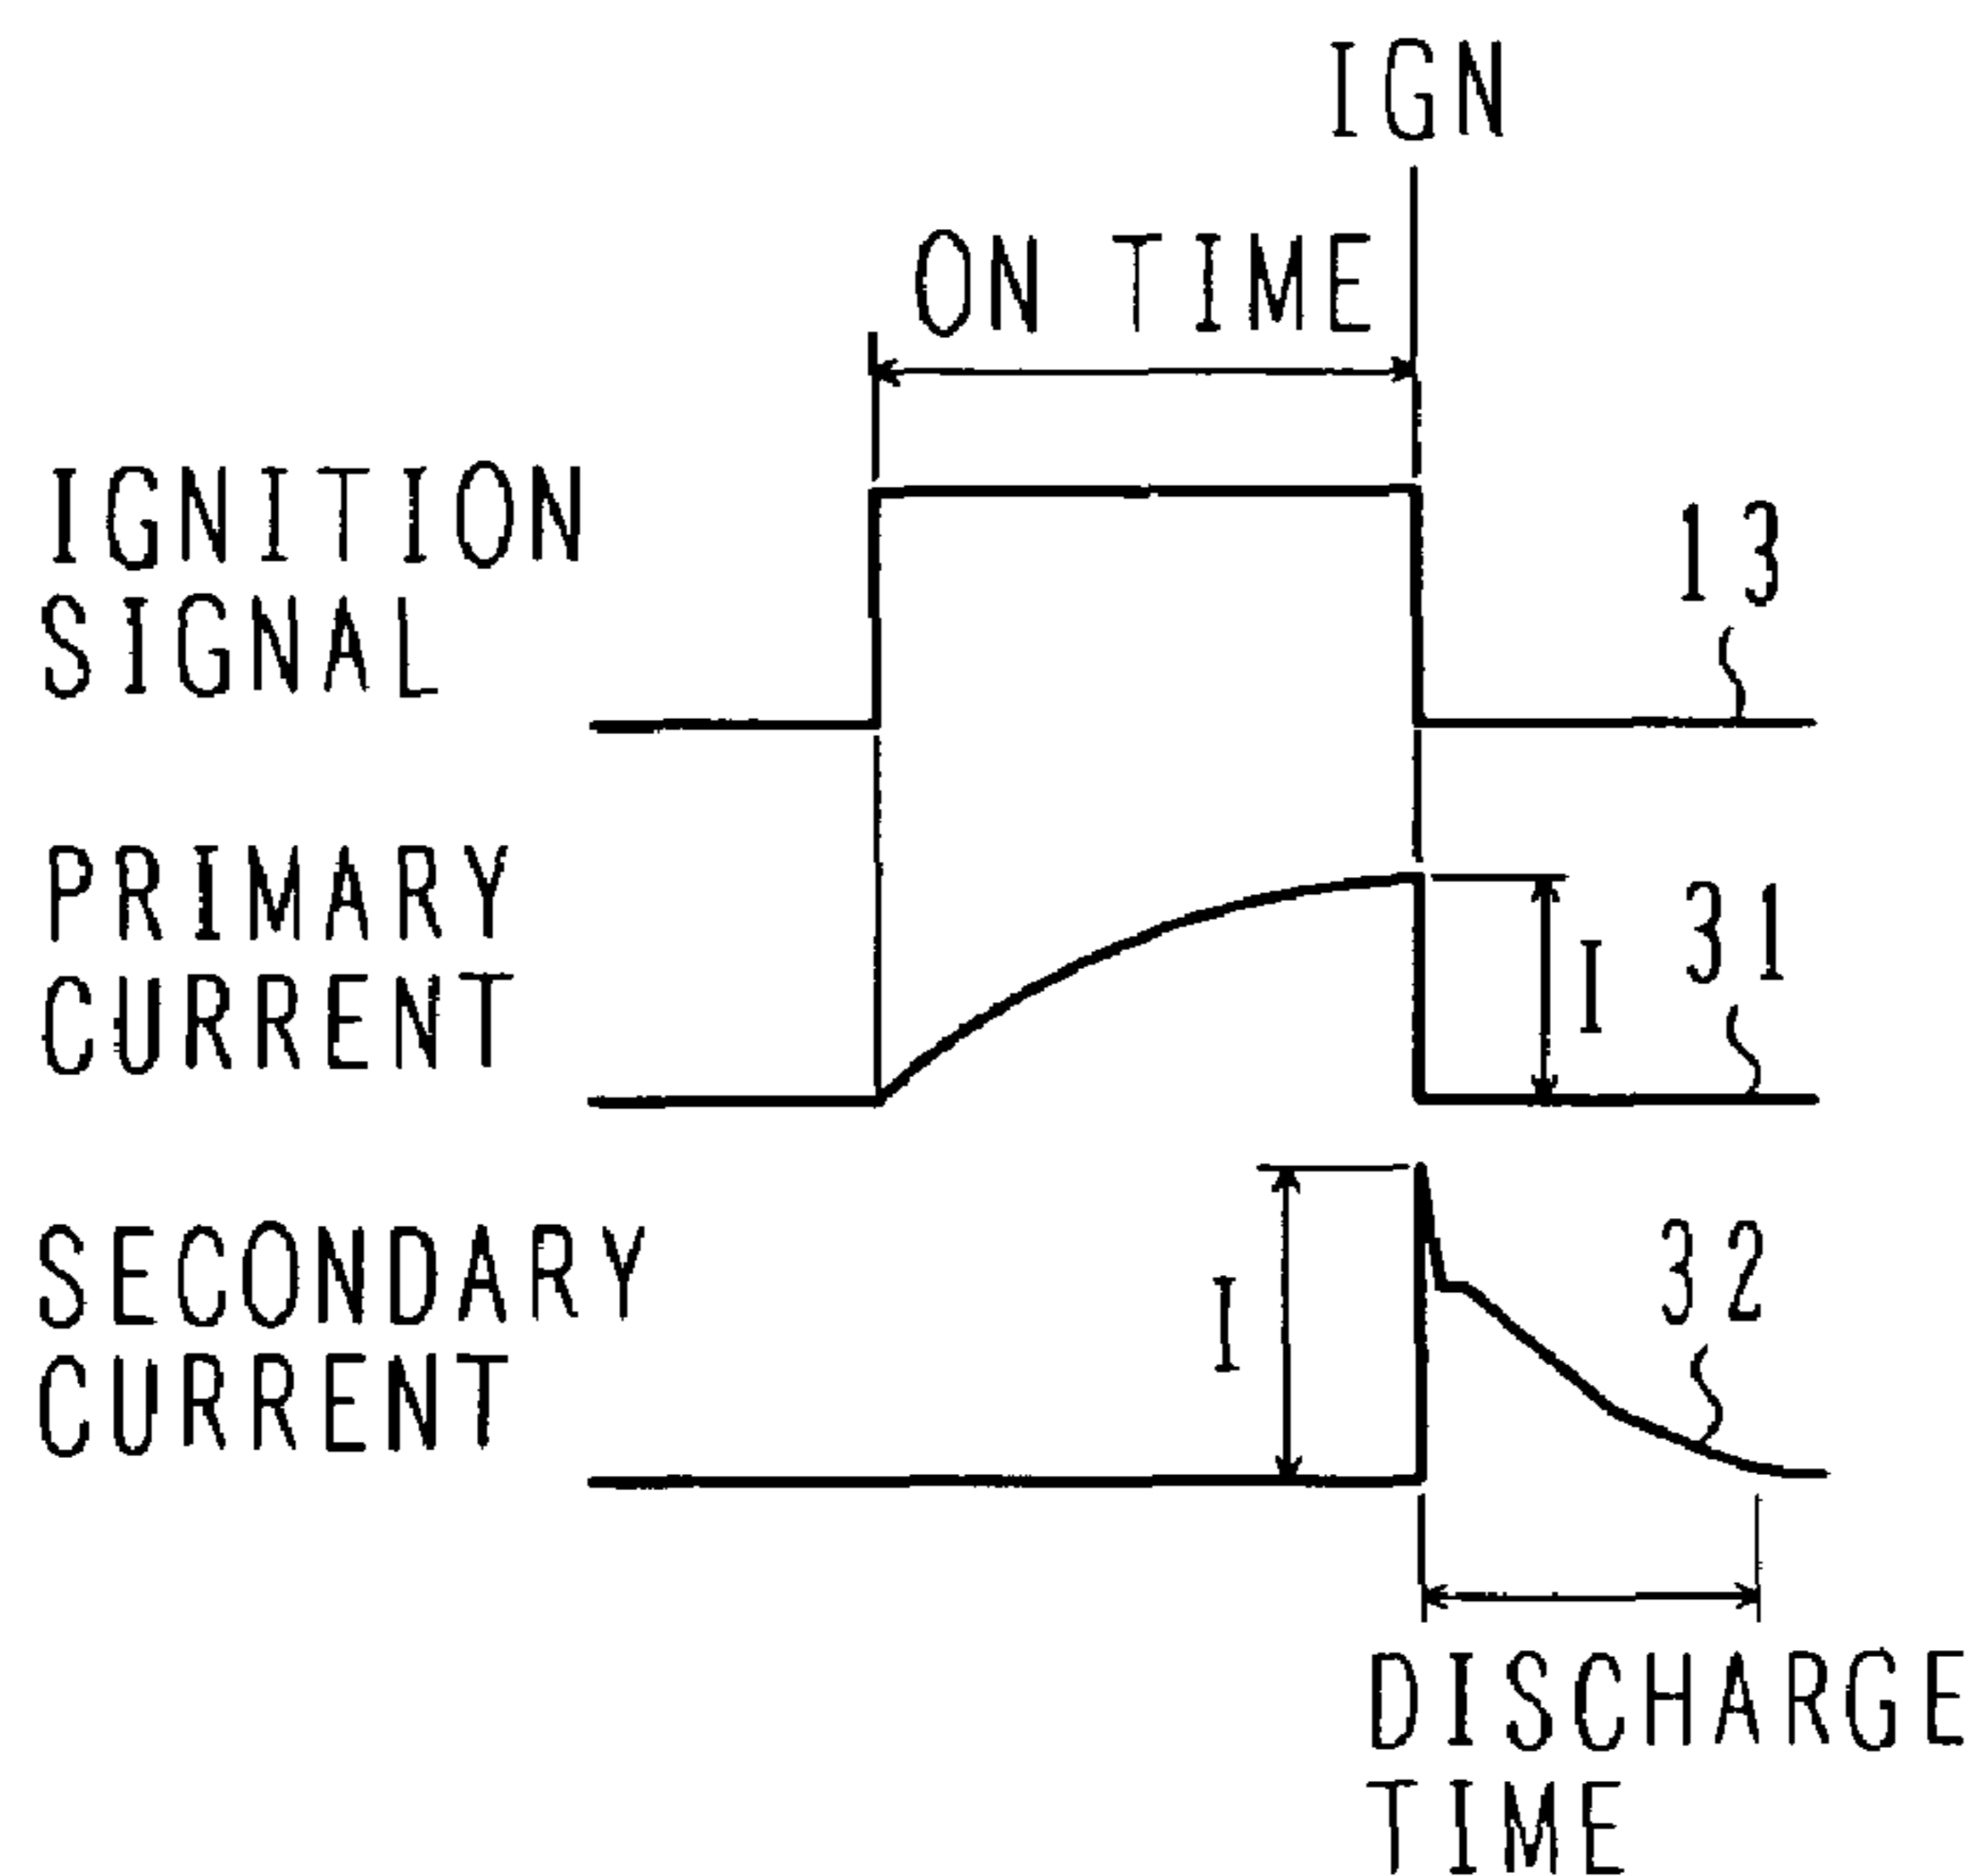 IGN
ON TIME
IGNITION
SIGNAL
13
PRIMARY
CURRENT
I
31
SECONDARY
CURRENT
I
32
DISCHARGE
TIME